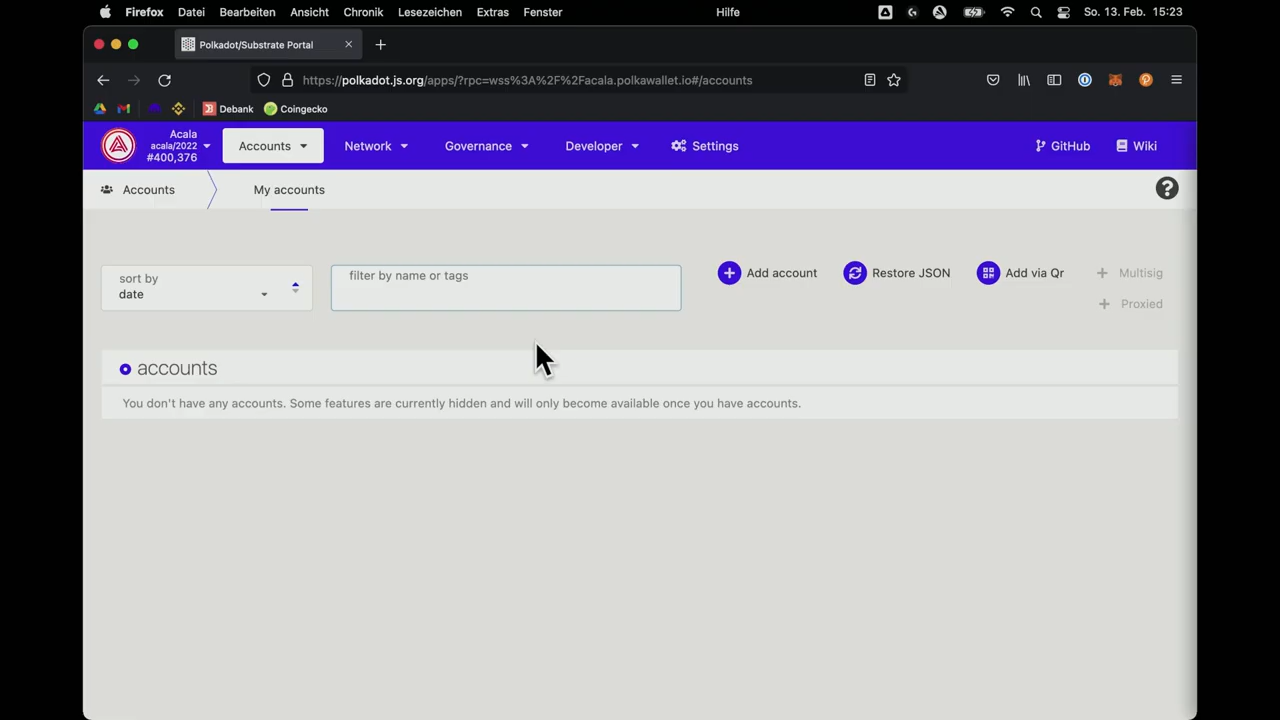 Firefox Datei Bearbeiten Ansicht Chronik Lesezeichen Extras Fenster Hilfe So. 13. Feb. 15:23
Polkadot/Substrate Portal
https://polkadot.js.org/apps/?rpc=wss%3A%2F%2Facala.polkawallet.io#/accounts
Debank Coingecko
Acala
acala/2022
#400,376
Accounts Network Governance Developer Settings GitHub Wiki
Accounts My accounts
sort by
date
filter by name or tags
Add account Restore JSON Add via Qr Multisig
Proxied
accounts
You don't have any accounts. Some features are currently hidden and will only become available once you have accounts.